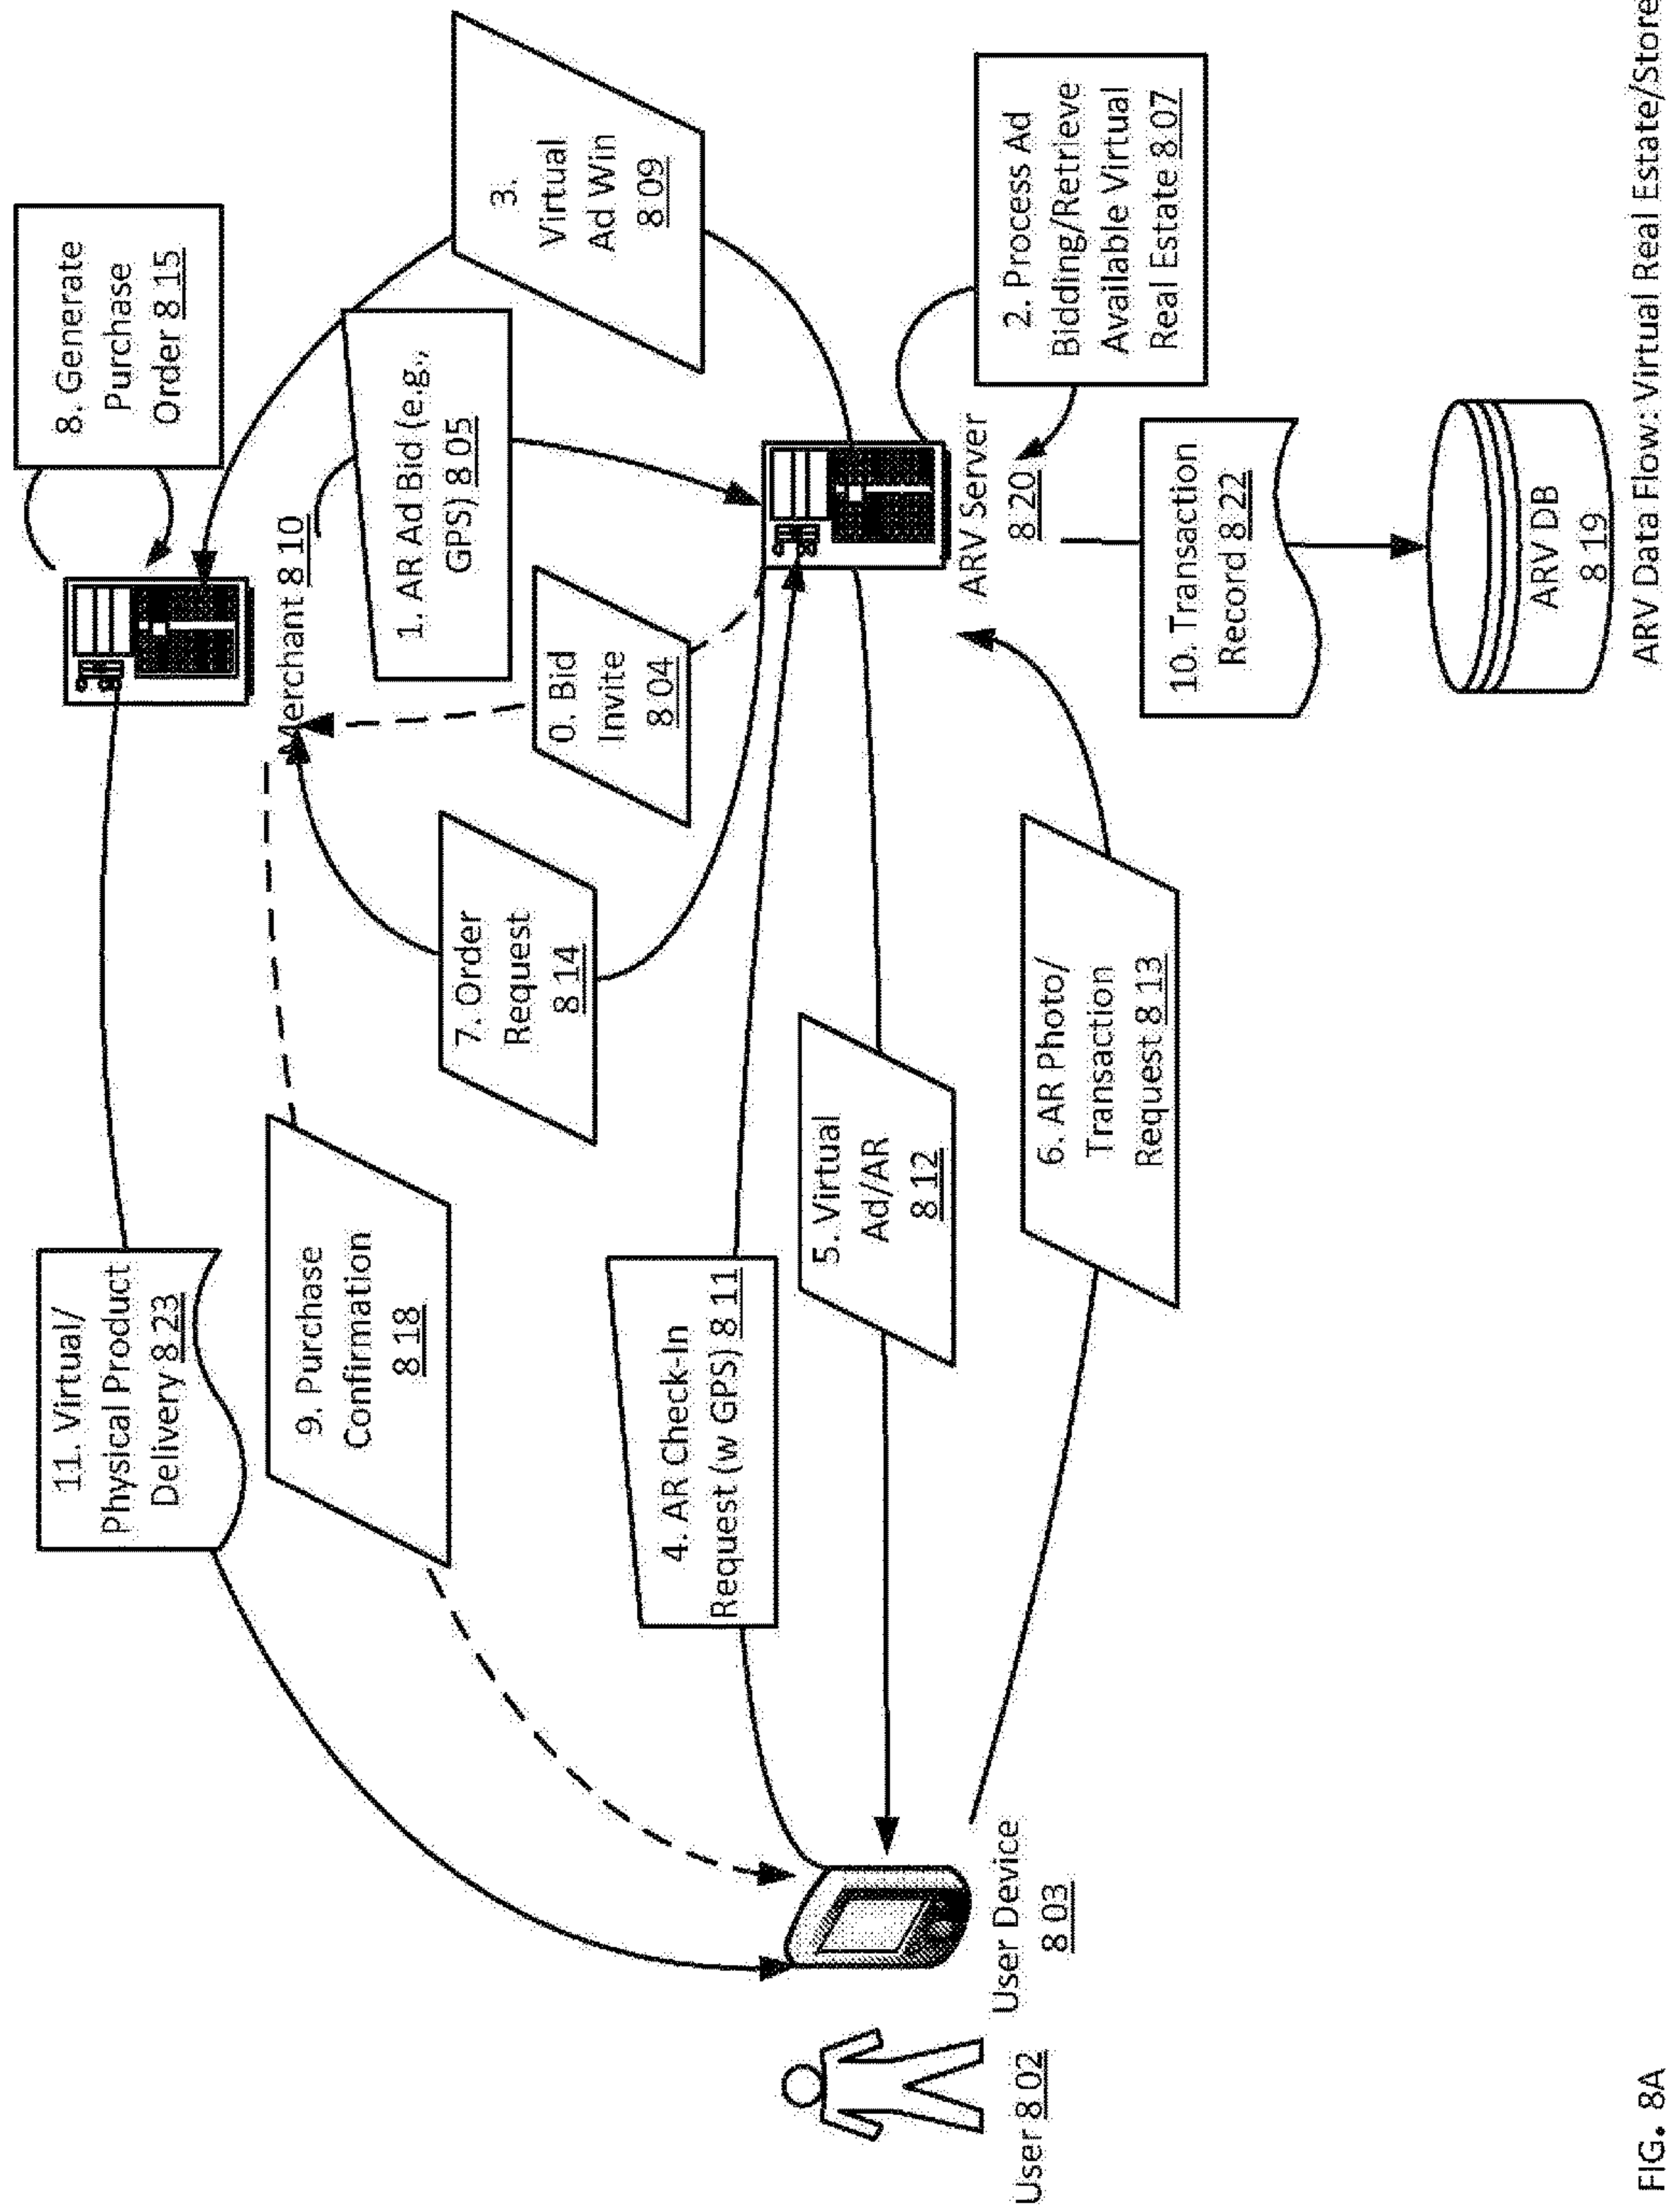 11. Virtual/
Physical Product
Delivery 8 23
9. Purchase
Confirmation
8 18
8. Generate
Purchase
Order 8 15
Merchant 8 10
7. Order
Request
8 14
0. Bid
Invite
8 04
1. AR Ad Bid (e.g.,
GPS) 8 05
3.
Virtual
Ad Win
8 09
4. AR Check-In
Request (w GPS) 8 11
5. Virtual
Ad/AR
8 12
6. AR Photo/
Transaction
Request 8 13
ARV Server
8 20
2. Process Ad
Bidding/Retrieve
Available Virtual
Real Estate 8 07
10. Transaction
Record 8 22
ARV DB
8 19
User 8 02
User Device
8 03
FIG. 8A
ARV Data Flow: Virtual Real Estate/Store